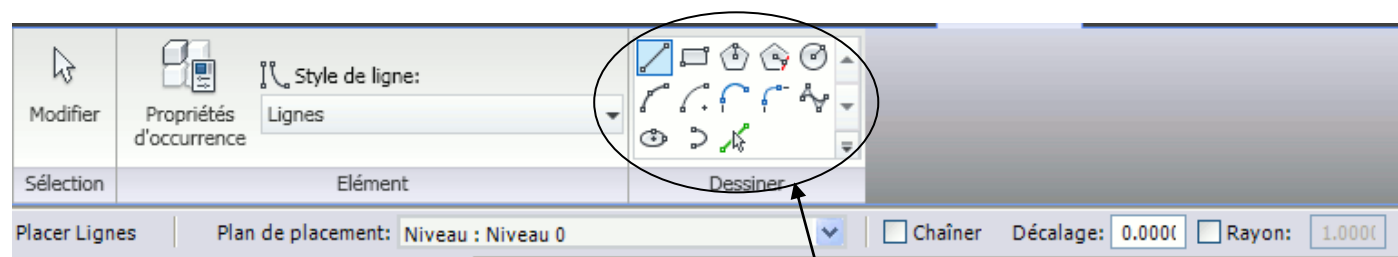 Modifier
Propriétés
d'occurrence
Style de ligne:
Lignes
Sélection
Elément
Dessiner
Placer Lignes
Plan de placement: Niveau : Niveau 0
Chaîner
Décalage: 0.000
Rayon: 1.000